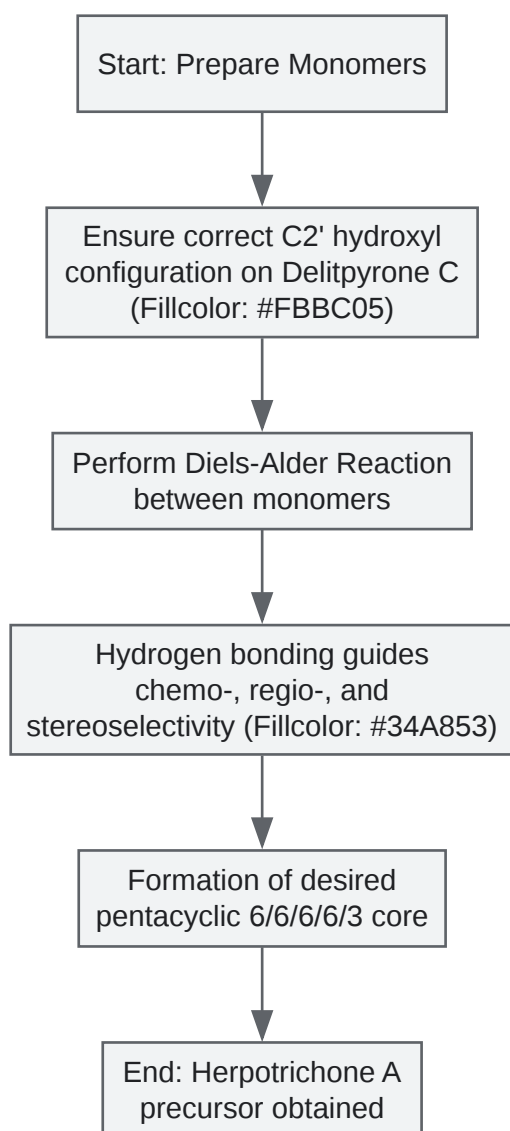 Start: Prepare Monomers
Ensure correct C2' hydroxyl
configuration on Delitpyrone C
(Fillcolor: #FBBC05)
Perform Diels-Alder Reaction
between monomers
Hydrogen bonding guides
chemo-, regio-, and
stereoselectivity (Fillcolor: #34A853)
Formation of desired
pentacyclic 6/6/6/6/3 core
End: Herpotrichone A
precursor obtained